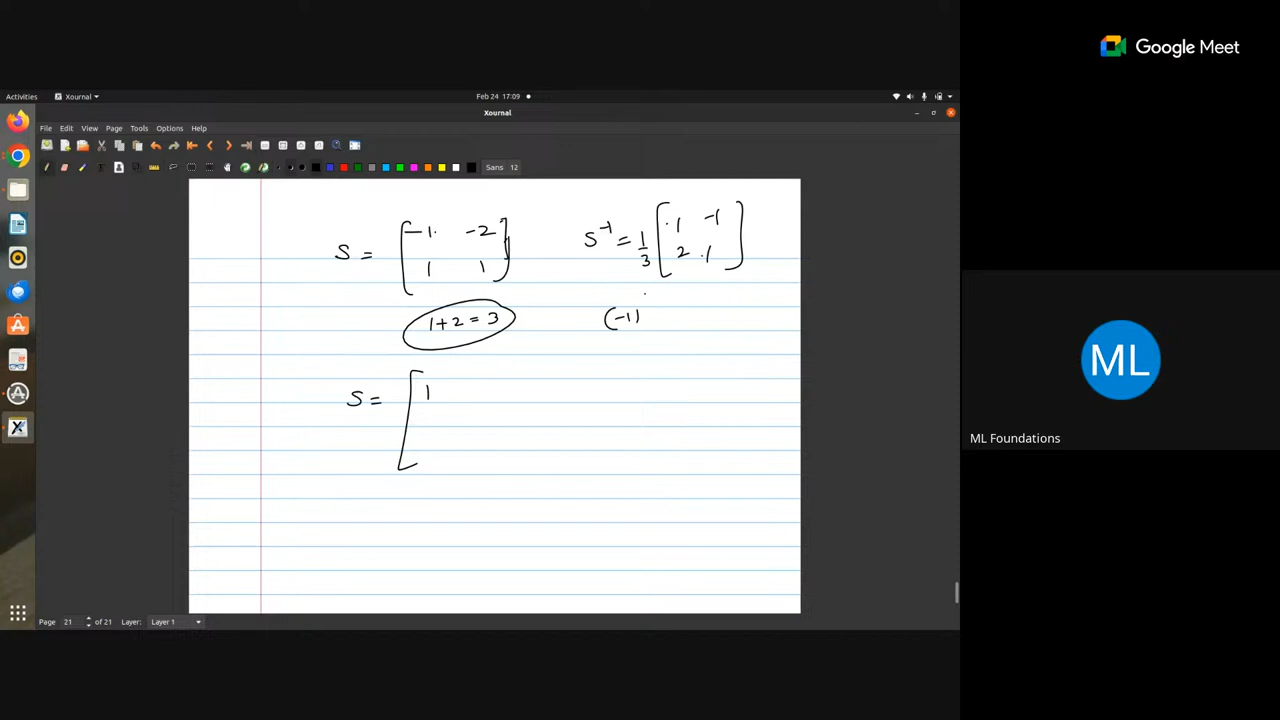 Google Meet
Activities Xournal Feb 24 17:09
Xournal
File Edit View Page Tools Options Help
Sans 12
S = [ -1 -2
1 1 ]
S⁻¹ = 1/3 [ 1 -1
2 1 ]
1+2 = 3 (-1)
S = [ 1
ML
ML Foundations
Page 21 of 21 Layer: Layer 1